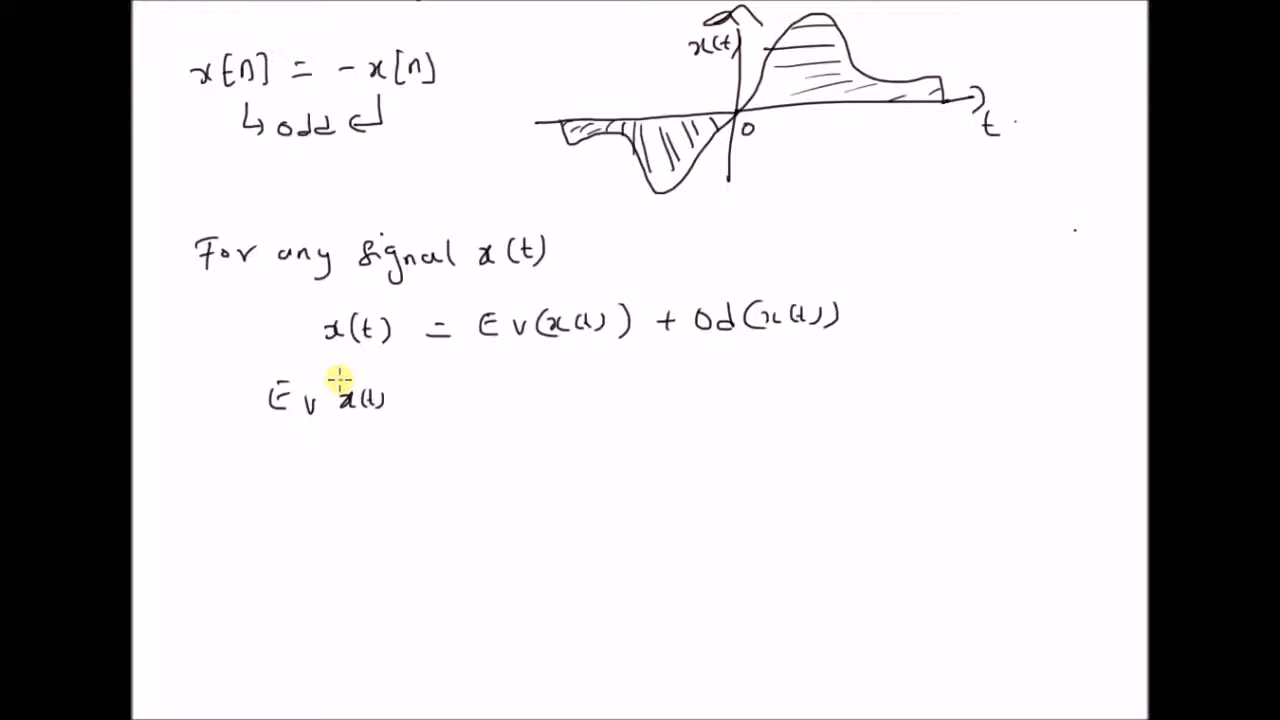 x[-n] = - x[n]
↳ odd ↲
x(t)
0
t
For any signal x(t)
x(t) = Ev(x(t)) + Od(x(t))
Ev x(t)